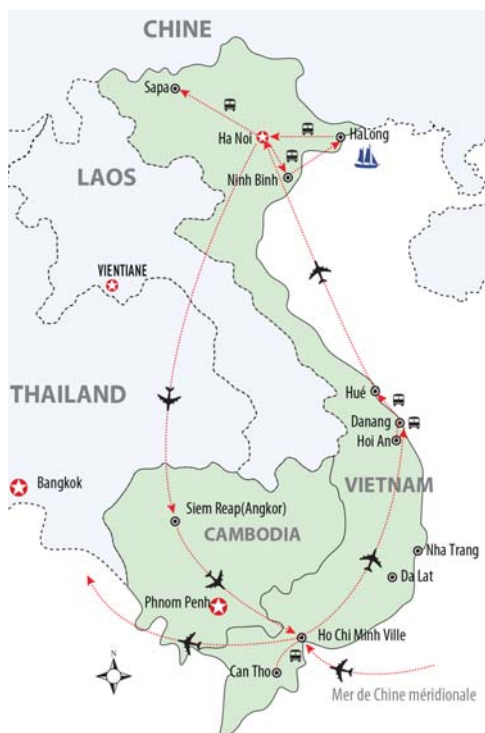 CHINE
Sapa
Ha Noi
HaLong
LAOS
Ninh Binh
VIENTIANE
THAILAND
Hué
Danang
Hoi An
Bangkok
VIETNAM
Siem Reap(Angkor)
CAMBODIA
Nha Trang
Da Lat
Phnom Penh
Ho Chi Minh Ville
Can Tho
Mer de Chine méridionale
N